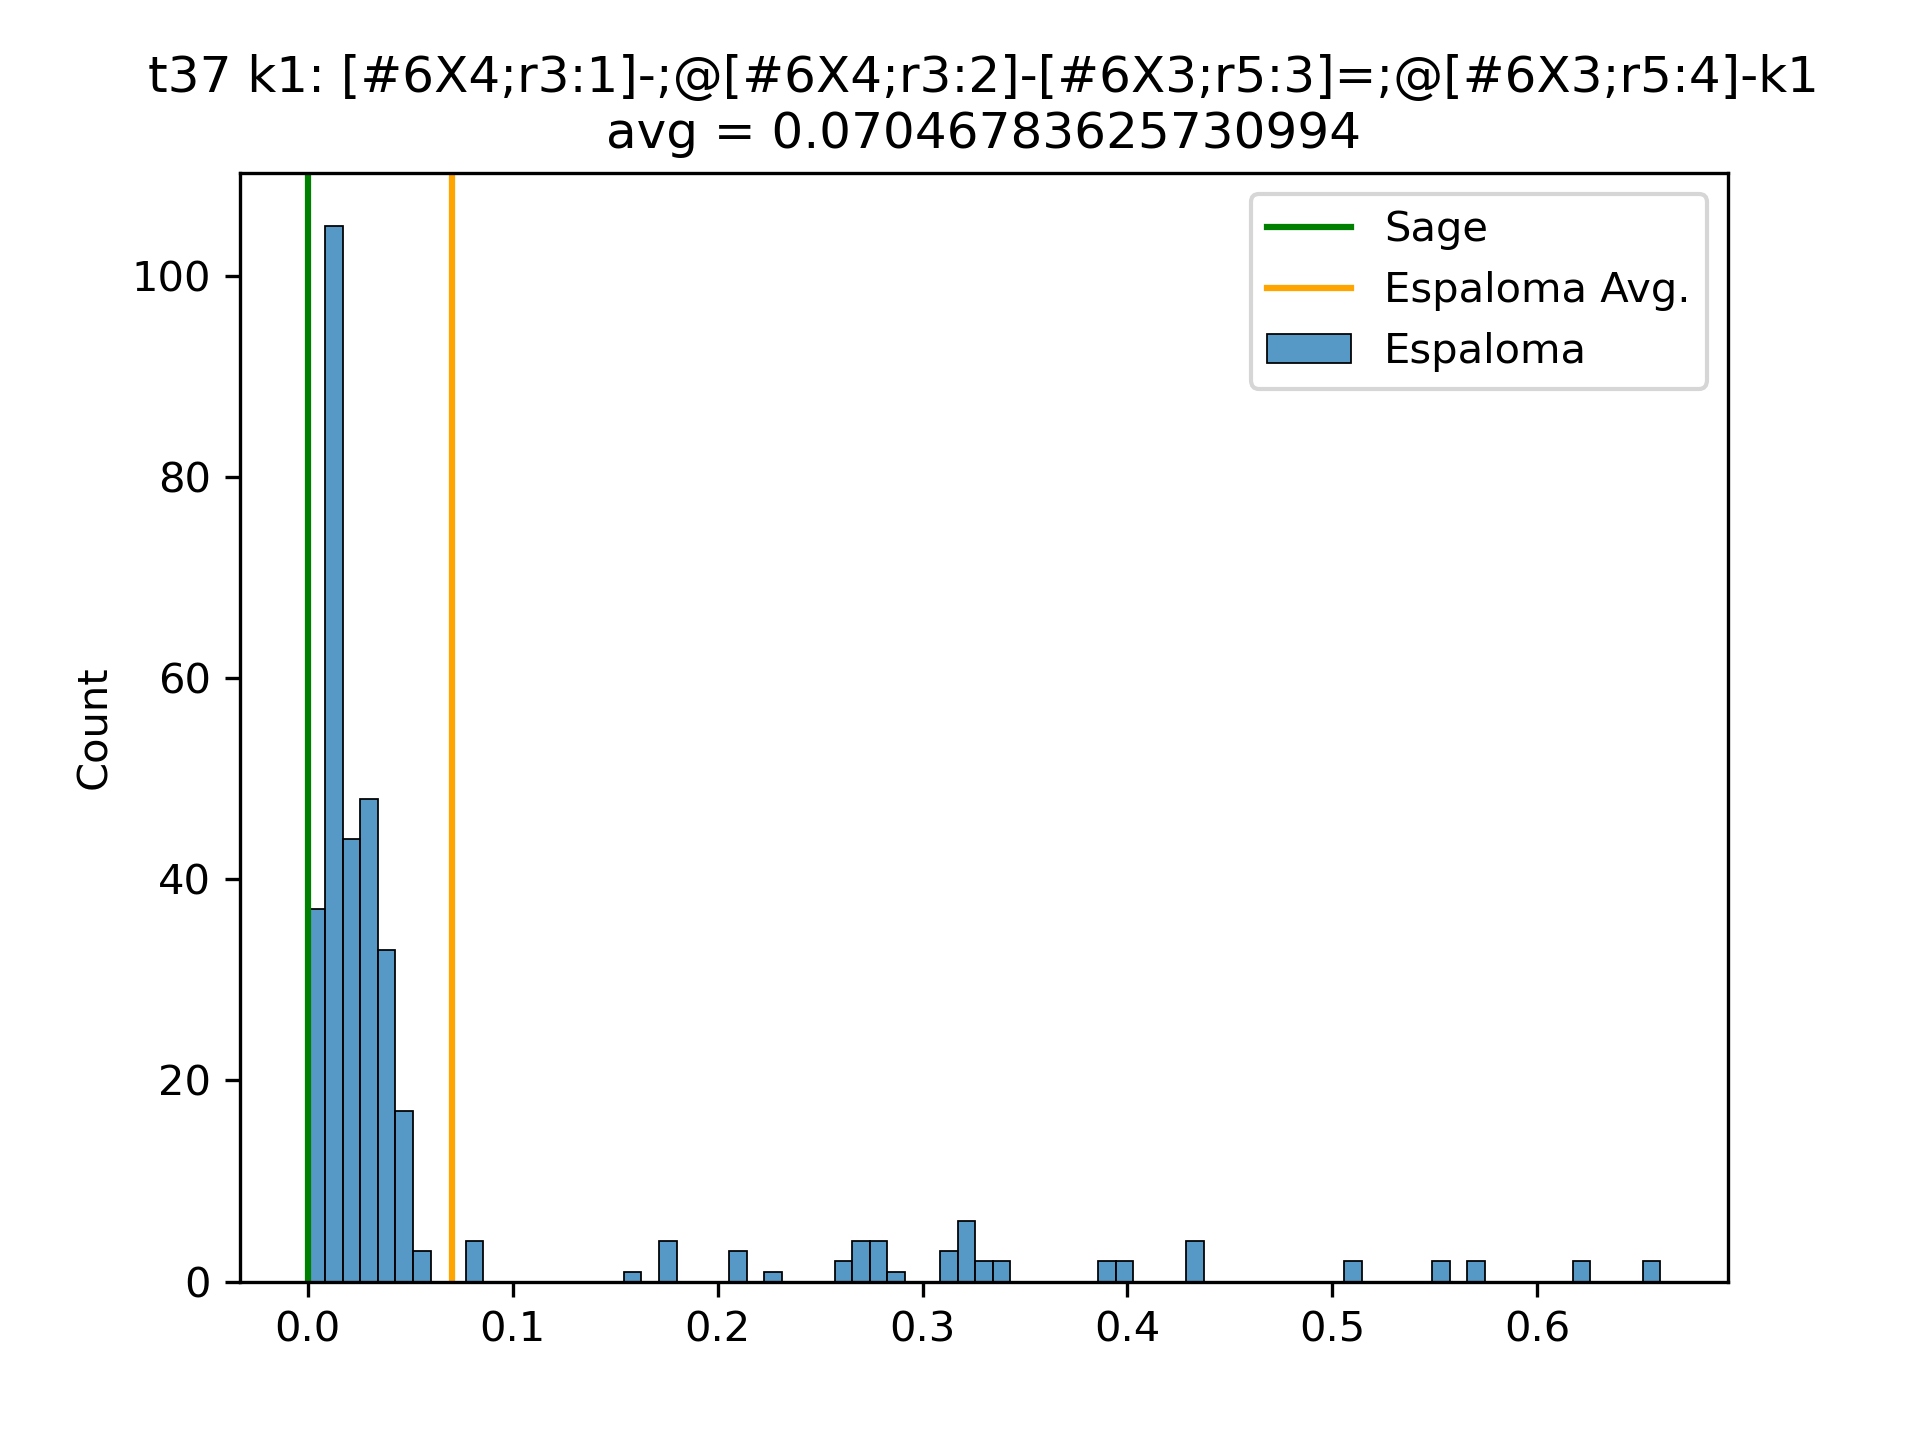 t37 k1: [#6X4;r3:1]-;@[#6X4;r3:2]-[#6X3;r5:3]=;@[#6X3;r5:4]-k1
avg = 0.07046783625730994
Sage
Espaloma Avg.
Espaloma
Count
100
80
60
40
20
0
0.0 0.1 0.2 0.3 0.4 0.5 0.6